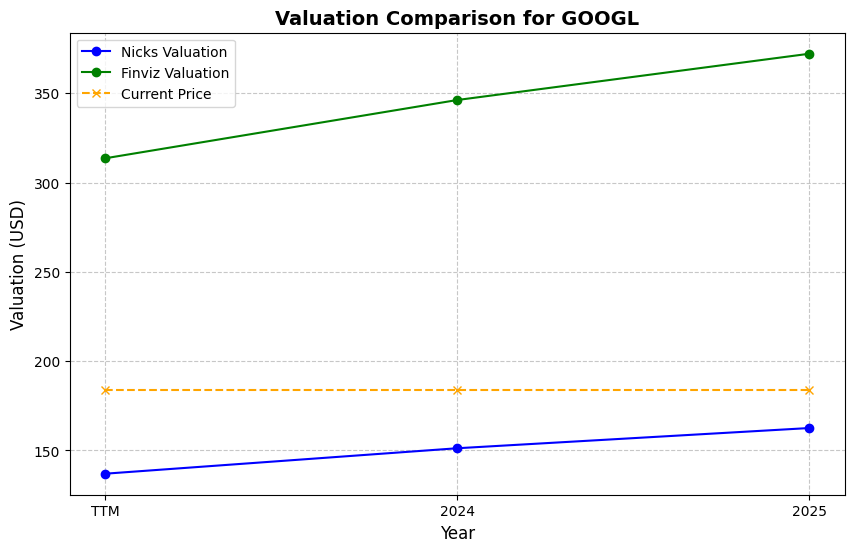 Valuation Comparison for GOOGL
Nicks Valuation
Finviz Valuation
Current Price
Valuation (USD)
350
300
250
200
150
TTM
2024
2025
Year